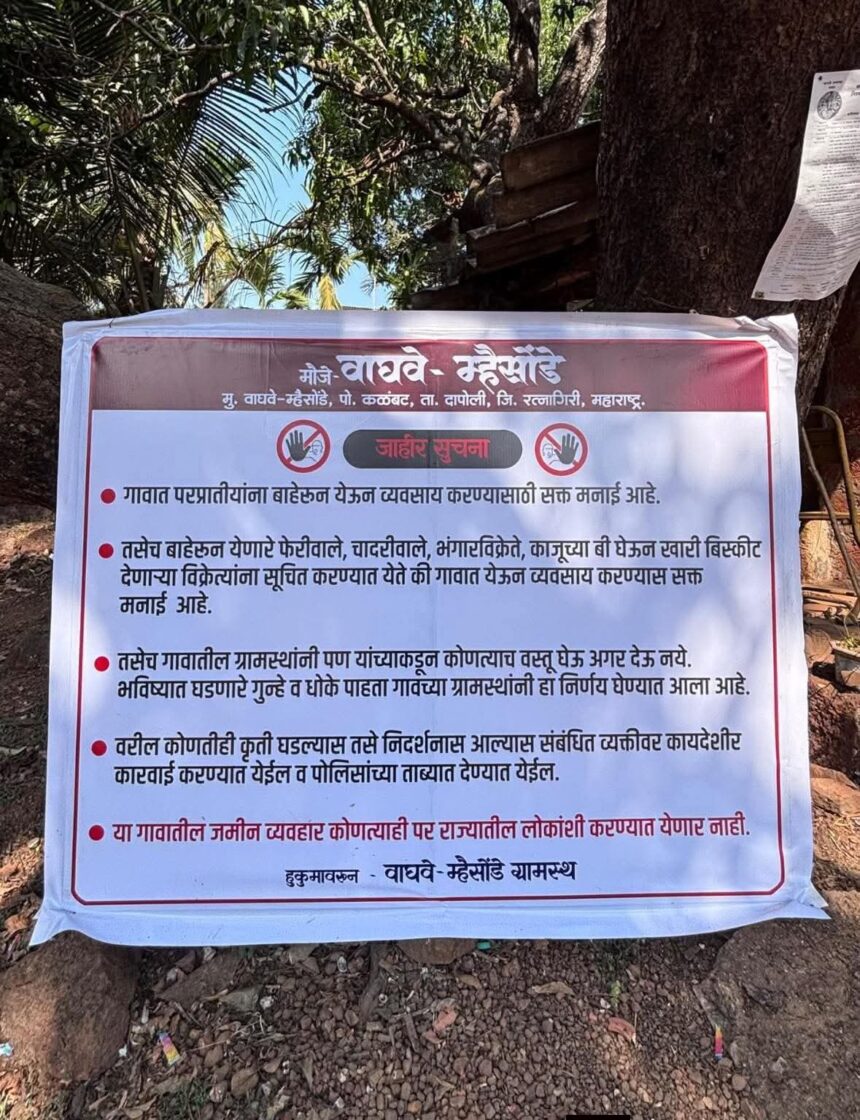 मोजे-वाघवे- म्हैसोंडे
मु. वाघवे-म्हैसोंडे, पो. कळंबट, ता. दापोली, जि. रत्नागिरी, महाराष्ट्र.
जाहीर सुचना
गावात परप्रातीयांना बाहेरून येऊन व्यवसाय करण्यासाठी सक्त मनाई आहे.
तसेच बाहेरून येणारे फेरीवाले, चादरीवाले, भंगारविक्रेते, काजूच्या बी घेऊन खारी बिस्कीट
देणाऱ्या विक्रेत्यांना सूचित करण्यात येते की गावात येऊन व्यवसाय करण्यास सक्त
मनाई आहे.
तसेच गावातील ग्रामस्थांनी पण यांच्याकडून कोणत्याच वस्तू घेऊ अगर देऊ नये.
भविष्यात घडणारे गुन्हे व धोके पाहता गावच्या ग्रामस्थांनी हा निर्णय घेण्यात आला आहे.
वरील कोणतीही कृती घडल्यास तसे निदर्शनास आल्यास संबंधित व्यक्तीवर कायदेशीर
कारवाई करण्यात येईल व पोलिसांच्या ताब्यात देण्यात येईल.
या गावातील जमीन व्यवहार कोणत्याही पर राज्यातील लोकांशी करण्यात येणार नाही.
हुकुमावरून - वाघवे-म्हैसोंडे ग्रामस्थ